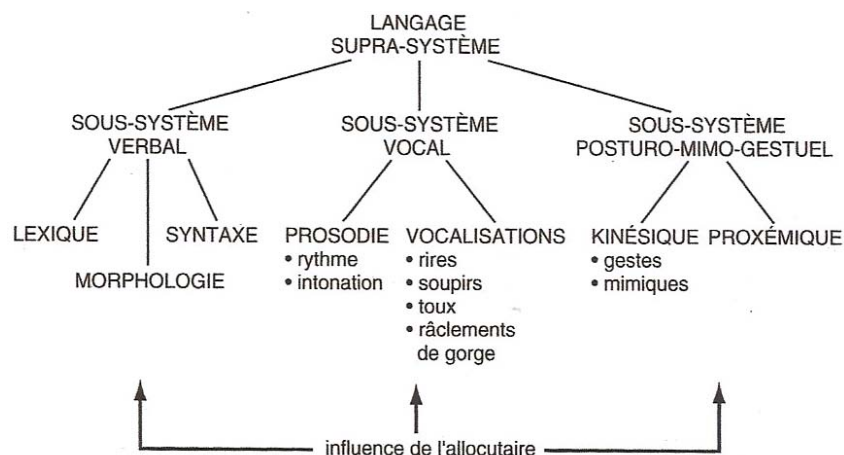 LANGAGE
SUPRA-SYSTÈME
SOUS-SYSTÈME
VERBAL
SOUS-SYSTÈME
VOCAL
SOUS-SYSTÈME
POSTURO-MIMO-GESTUEL
LEXIQUE
SYNTAXE
MORPHOLOGIE
PROSODIE
• rythme
• intonation
VOCALISATIONS
• rires
• soupirs
• toux
• râclements
de gorge
KINÉSIQUE
• gestes
• mimiques
PROXÉMIQUE
influence de l'allocutaire